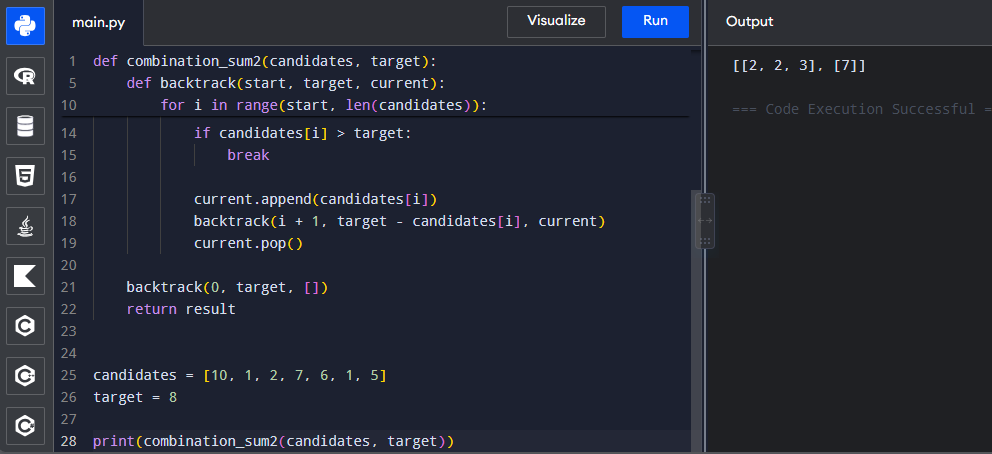 main.py
Visualize
Run
Output
1 def combination_sum2(candidates, target):
5 def backtrack(start, target, current):
10 for i in range(start, len(candidates)):
14 if candidates[i] > target:
15 break
16
17 current.append(candidates[i])
18 backtrack(i + 1, target - candidates[i], current)
19 current.pop()
20
21 backtrack(0, target, [])
22 return result
23
24
25 candidates = [10, 1, 2, 7, 6, 1, 5]
26 target = 8
27
28 print(combination_sum2(candidates, target))
[[2, 2, 3], [7]]
=== Code Execution Successful =